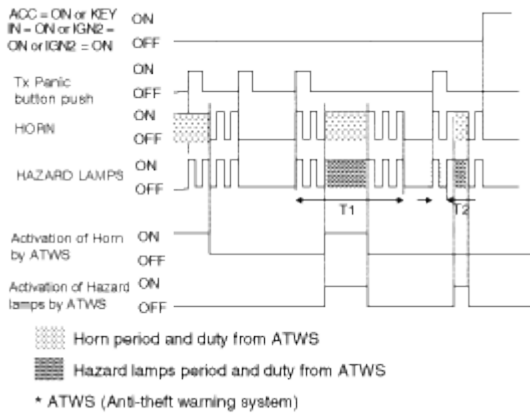 ACC = ON or KEY
IN = ON or IGN2 =
ON or IGN2 = ON
ON
OFF
Tx Panic
button push
ON
OFF
HORN
ON
OFF
HAZARD LAMPS
ON
OFF
T1
T2
Activation of Horn
by ATWS
ON
OFF
Activation of Hazard
lamps by ATWS
ON
OFF
Horn period and duty from ATWS
Hazard lamps period and duty from ATWS
* ATWS (Anti-theft warning system)